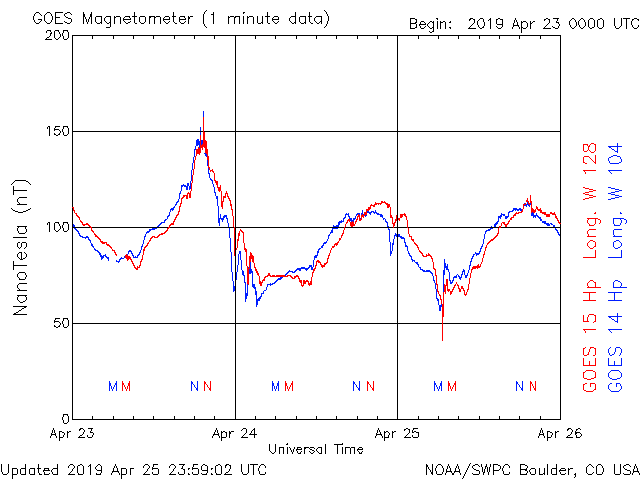 GOES Magnetometer (1 minute data)
Begin: 2019 Apr 23 0000 UTC
200
150
100
50
0
NanoTesla (nT)
M M N N M M N N M M N N
Apr 23 Apr 24 Apr 25 Apr 26
Universal Time
GOES 15 Hp Long. W 128
GOES 14 Hp Long. W 104
Updated 2019 Apr 25 23:59:02 UTC
NOAA/SWPC Boulder, CO USA